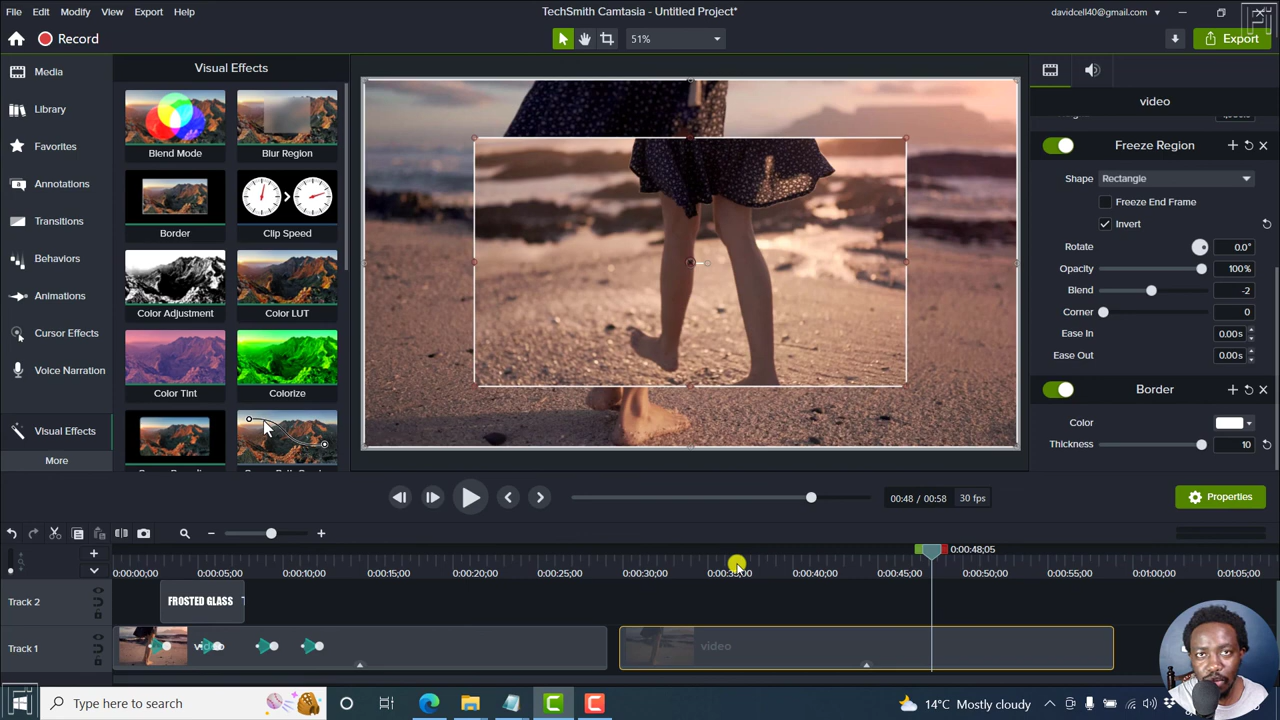 File Edit Modify View Export Help
TechSmith Camtasia - Untitled Project*
davidcell40@gmail.com
Record
51%
Export
Media
Library
Favorites
Annotations
Transitions
Behaviors
Animations
Cursor Effects
Voice Narration
Visual Effects
More
Visual Effects
Blend Mode
Blur Region
Border
Clip Speed
Color Adjustment
Color LUT
Color Tint
Colorize
video
Freeze Region
Shape Rectangle
Freeze End Frame
Invert
Rotate 0.0°
Opacity 100%
Blend -2
Corner 0
Ease In 0.00s
Ease Out 0.00s
Border
Color
Thickness 10
00:48 / 00:58 30 fps
Properties
0:00:48;05
0:00:00;00 0:00:05;00 0:00:10;00 0:00:15;00 0:00:20;00 0:00:25;00 0:00:30;00 0:00:35;00 0:00:40;00 0:00:45;00 0:00:50;00 0:00:55;00 0:01:00;00 0:01:05;00
Track 2
FROSTED GLASS
Track 1
video
video
Type here to search
14°C Mostly cloudy